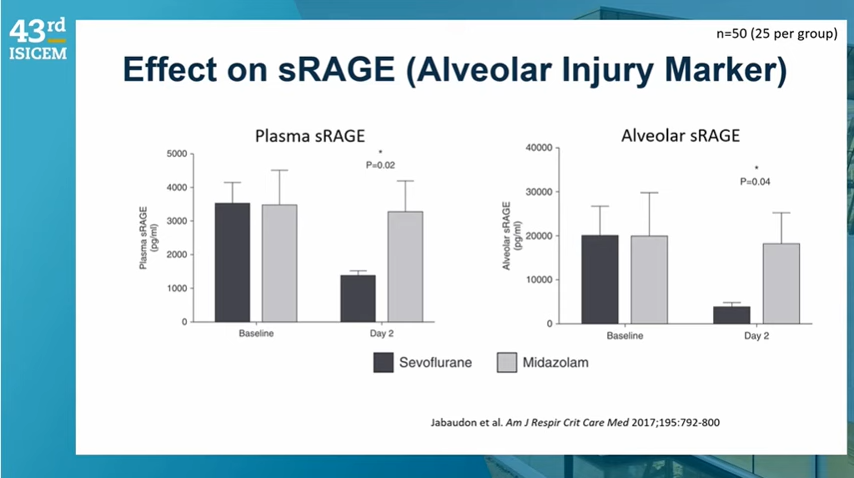 43rd
ISICEM
n=50 (25 per group)
Effect on sRAGE (Alveolar Injury Marker)
Plasma sRAGE
5000
4000
3000
2000
1000
0
Plasma sRAGE
(pg/ml)
*
P=0.02
Baseline
Day 2
Alveolar sRAGE
40000
30000
20000
10000
0
Alveolar sRAGE
(pg/ml)
*
P=0.04
Baseline
Day 2
Sevoflurane
Midazolam
Jabaudon et al. Am J Respir Crit Care Med 2017;195:792-800